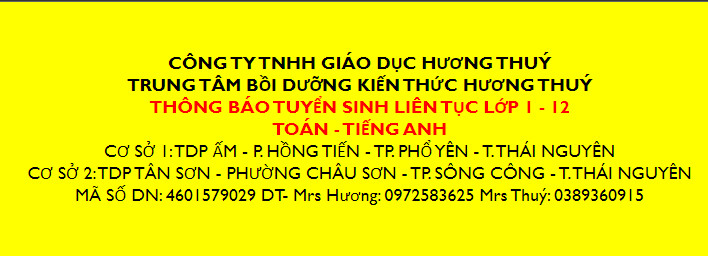 CÔNG TY TNHH GIÁO DỤC HƯƠNG THUÝ
TRUNG TÂM BỒI DƯỠNG KIẾN THỨC HƯƠNG THUÝ
THÔNG BÁO TUYỂN SINH LIÊN TỤC LỚP 1 - 12
TOÁN - TIẾNG ANH
CƠ SỞ 1: TDP ẤM - P. HỒNG TIẾN - TP. PHỔ YÊN - T. THÁI NGUYÊN
CƠ SỞ 2: TDP TÂN SƠN - PHƯỜNG CHÂU SƠN - TP. SÔNG CÔNG - T. THÁI NGUYÊN
MÃ SỐ DN: 4601579029 DT- Mrs Hương: 0972583625 Mrs Thuý: 0389360915